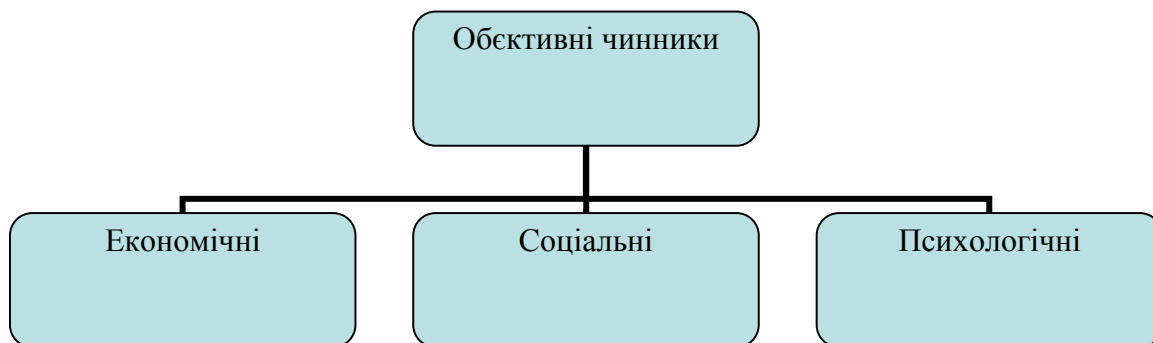 Обєктивні чинники
Економічні
Соціальні
Психологічні